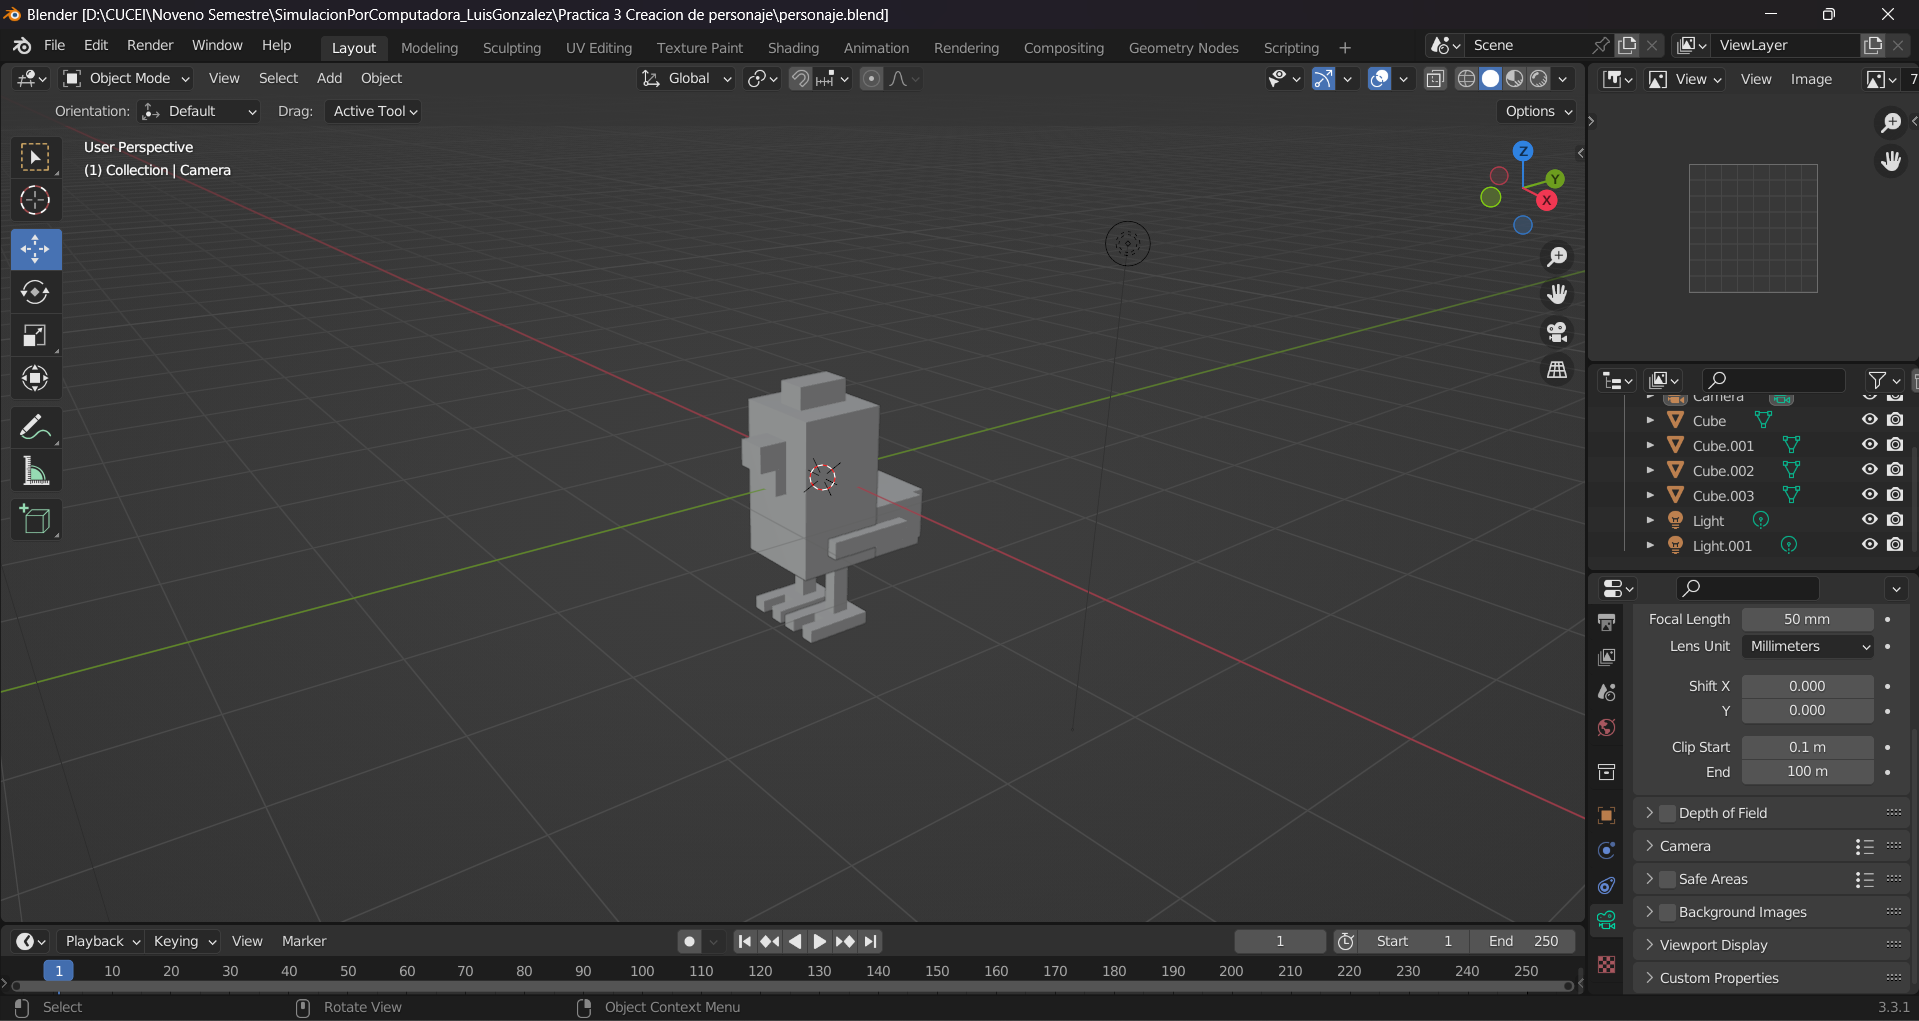 Blender [D:\CUCEI\Noveno Semestre\SimulacionPorComputadora_LuisGonzalez\Practica 3 Creacion de personaje\personaje.blend]
File Edit Render Window Help Layout Modeling Sculpting UV Editing Texture Paint Shading Animation Rendering Compositing Geometry Nodes Scripting + Scene ViewLayer
Object Mode View Select Add Object Global View View Image 7
Orientation: Default Drag: Active Tool Options
User Perspective
(1) Collection | Camera
Z
Y
X
Camera
Cube
Cube.001
Cube.002
Cube.003
Light
Light.001
Focal Length 50 mm
Lens Unit Millimeters
Shift X 0.000
Y 0.000
Clip Start 0.1 m
End 100 m
Depth of Field
Camera
Safe Areas
Background Images
Viewport Display
Custom Properties
Playback Keying View Marker 1 Start 1 End 250
1 10 20 30 40 50 60 70 80 90 100 110 120 130 140 150 160 170 180 190 200 210 220 230 240 250
Select Rotate View Object Context Menu 3.3.1